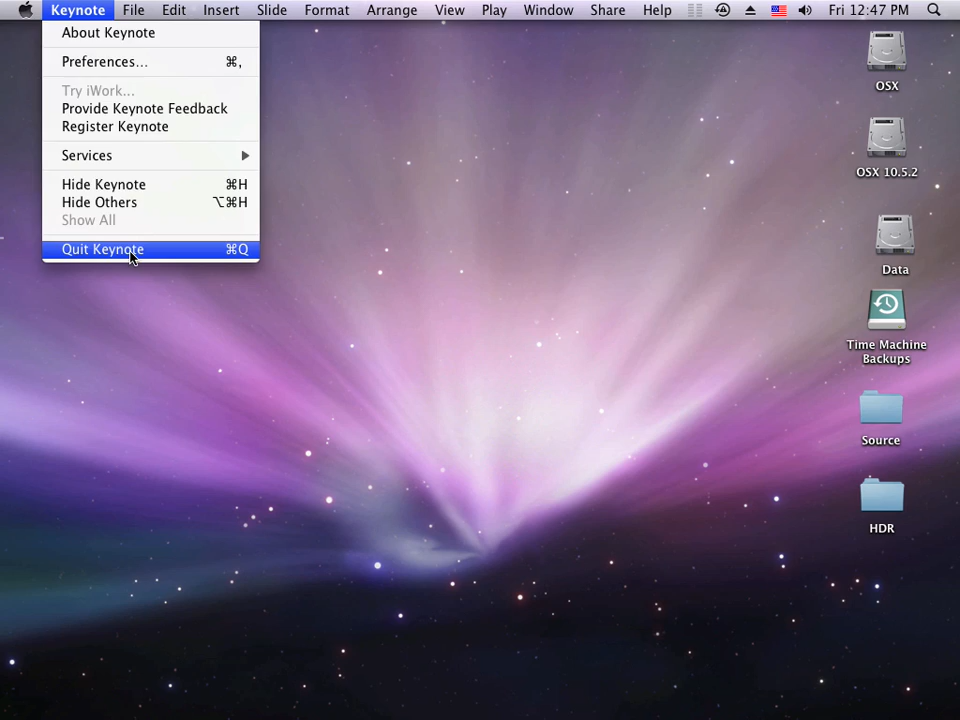 Keynote File Edit Insert Slide Format Arrange View Play Window Share Help Fri 12:47 PM
About Keynote
Preferences... ⌘,
Try iWork...
Provide Keynote Feedback
Register Keynote
Services
Hide Keynote ⌘H
Hide Others ⌥⌘H
Show All
Quit Keynote ⌘Q
OSX
OSX 10.5.2
Data
Time Machine
Backups
Source
HDR